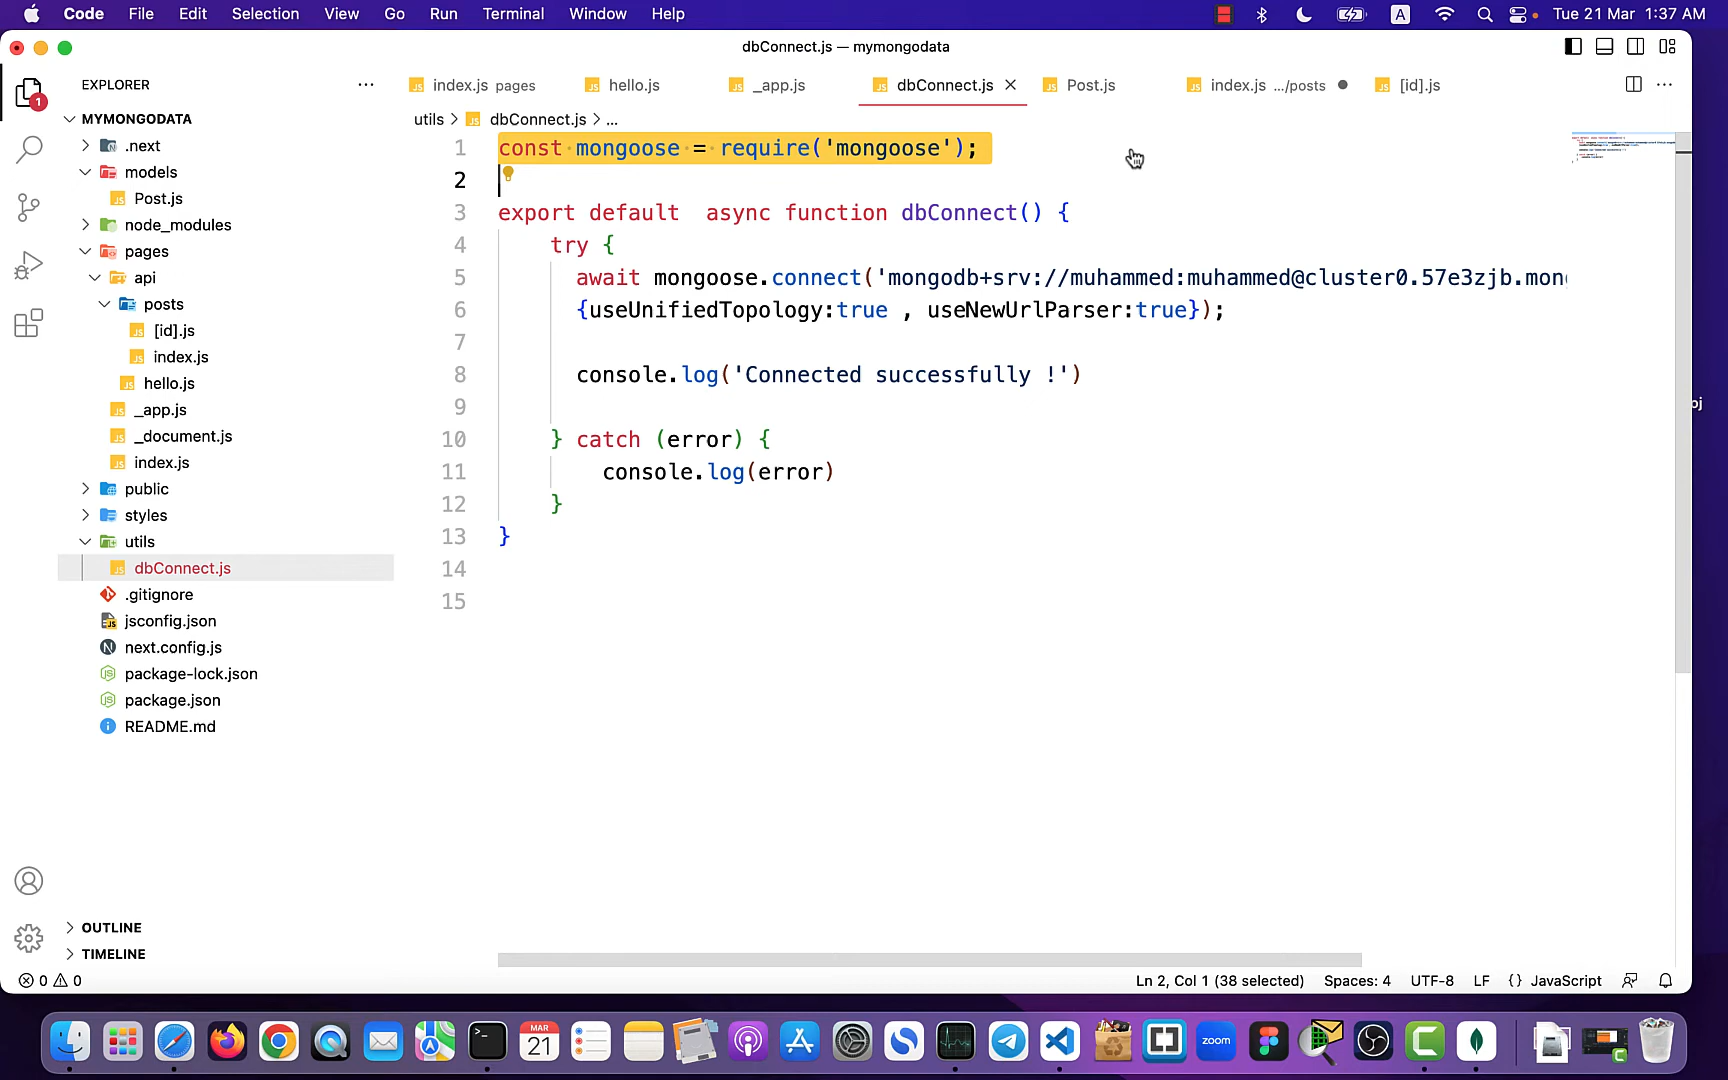 Code File Edit Selection View Go Run Terminal Window Help A Tue 21 Mar 1:37 AM
dbConnect.js — mymongodata
EXPLORER ··· index.js pages hello.js _app.js dbConnect.js Post.js index.js .../posts [id].js ···
1
MYMONGODATA
utils > dbConnect.js > ...
.next
models
Post.js
node_modules
pages
api
posts
[id].js
index.js
hello.js
_app.js
_document.js
index.js
public
styles
utils
dbConnect.js
.gitignore
jsconfig.json
next.config.js
package-lock.json
package.json
README.md
OUTLINE
TIMELINE
1 const mongoose = require('mongoose');
2
3 export default  async function dbConnect() {
4 try {
5 await mongoose.connect('mongodb+srv://muhammed:muhammed@cluster0.57e3zjb.mon
6 {useUnifiedTopology:true , useNewUrlParser:true});
7
8 console.log('Connected successfully !')
9
10 } catch (error) {
11 console.log(error)
12 }
13 }
14
15
oj
0 0 Ln 2, Col 1 (38 selected) Spaces: 4 UTF-8 LF {} JavaScript
MAR
21
zoom